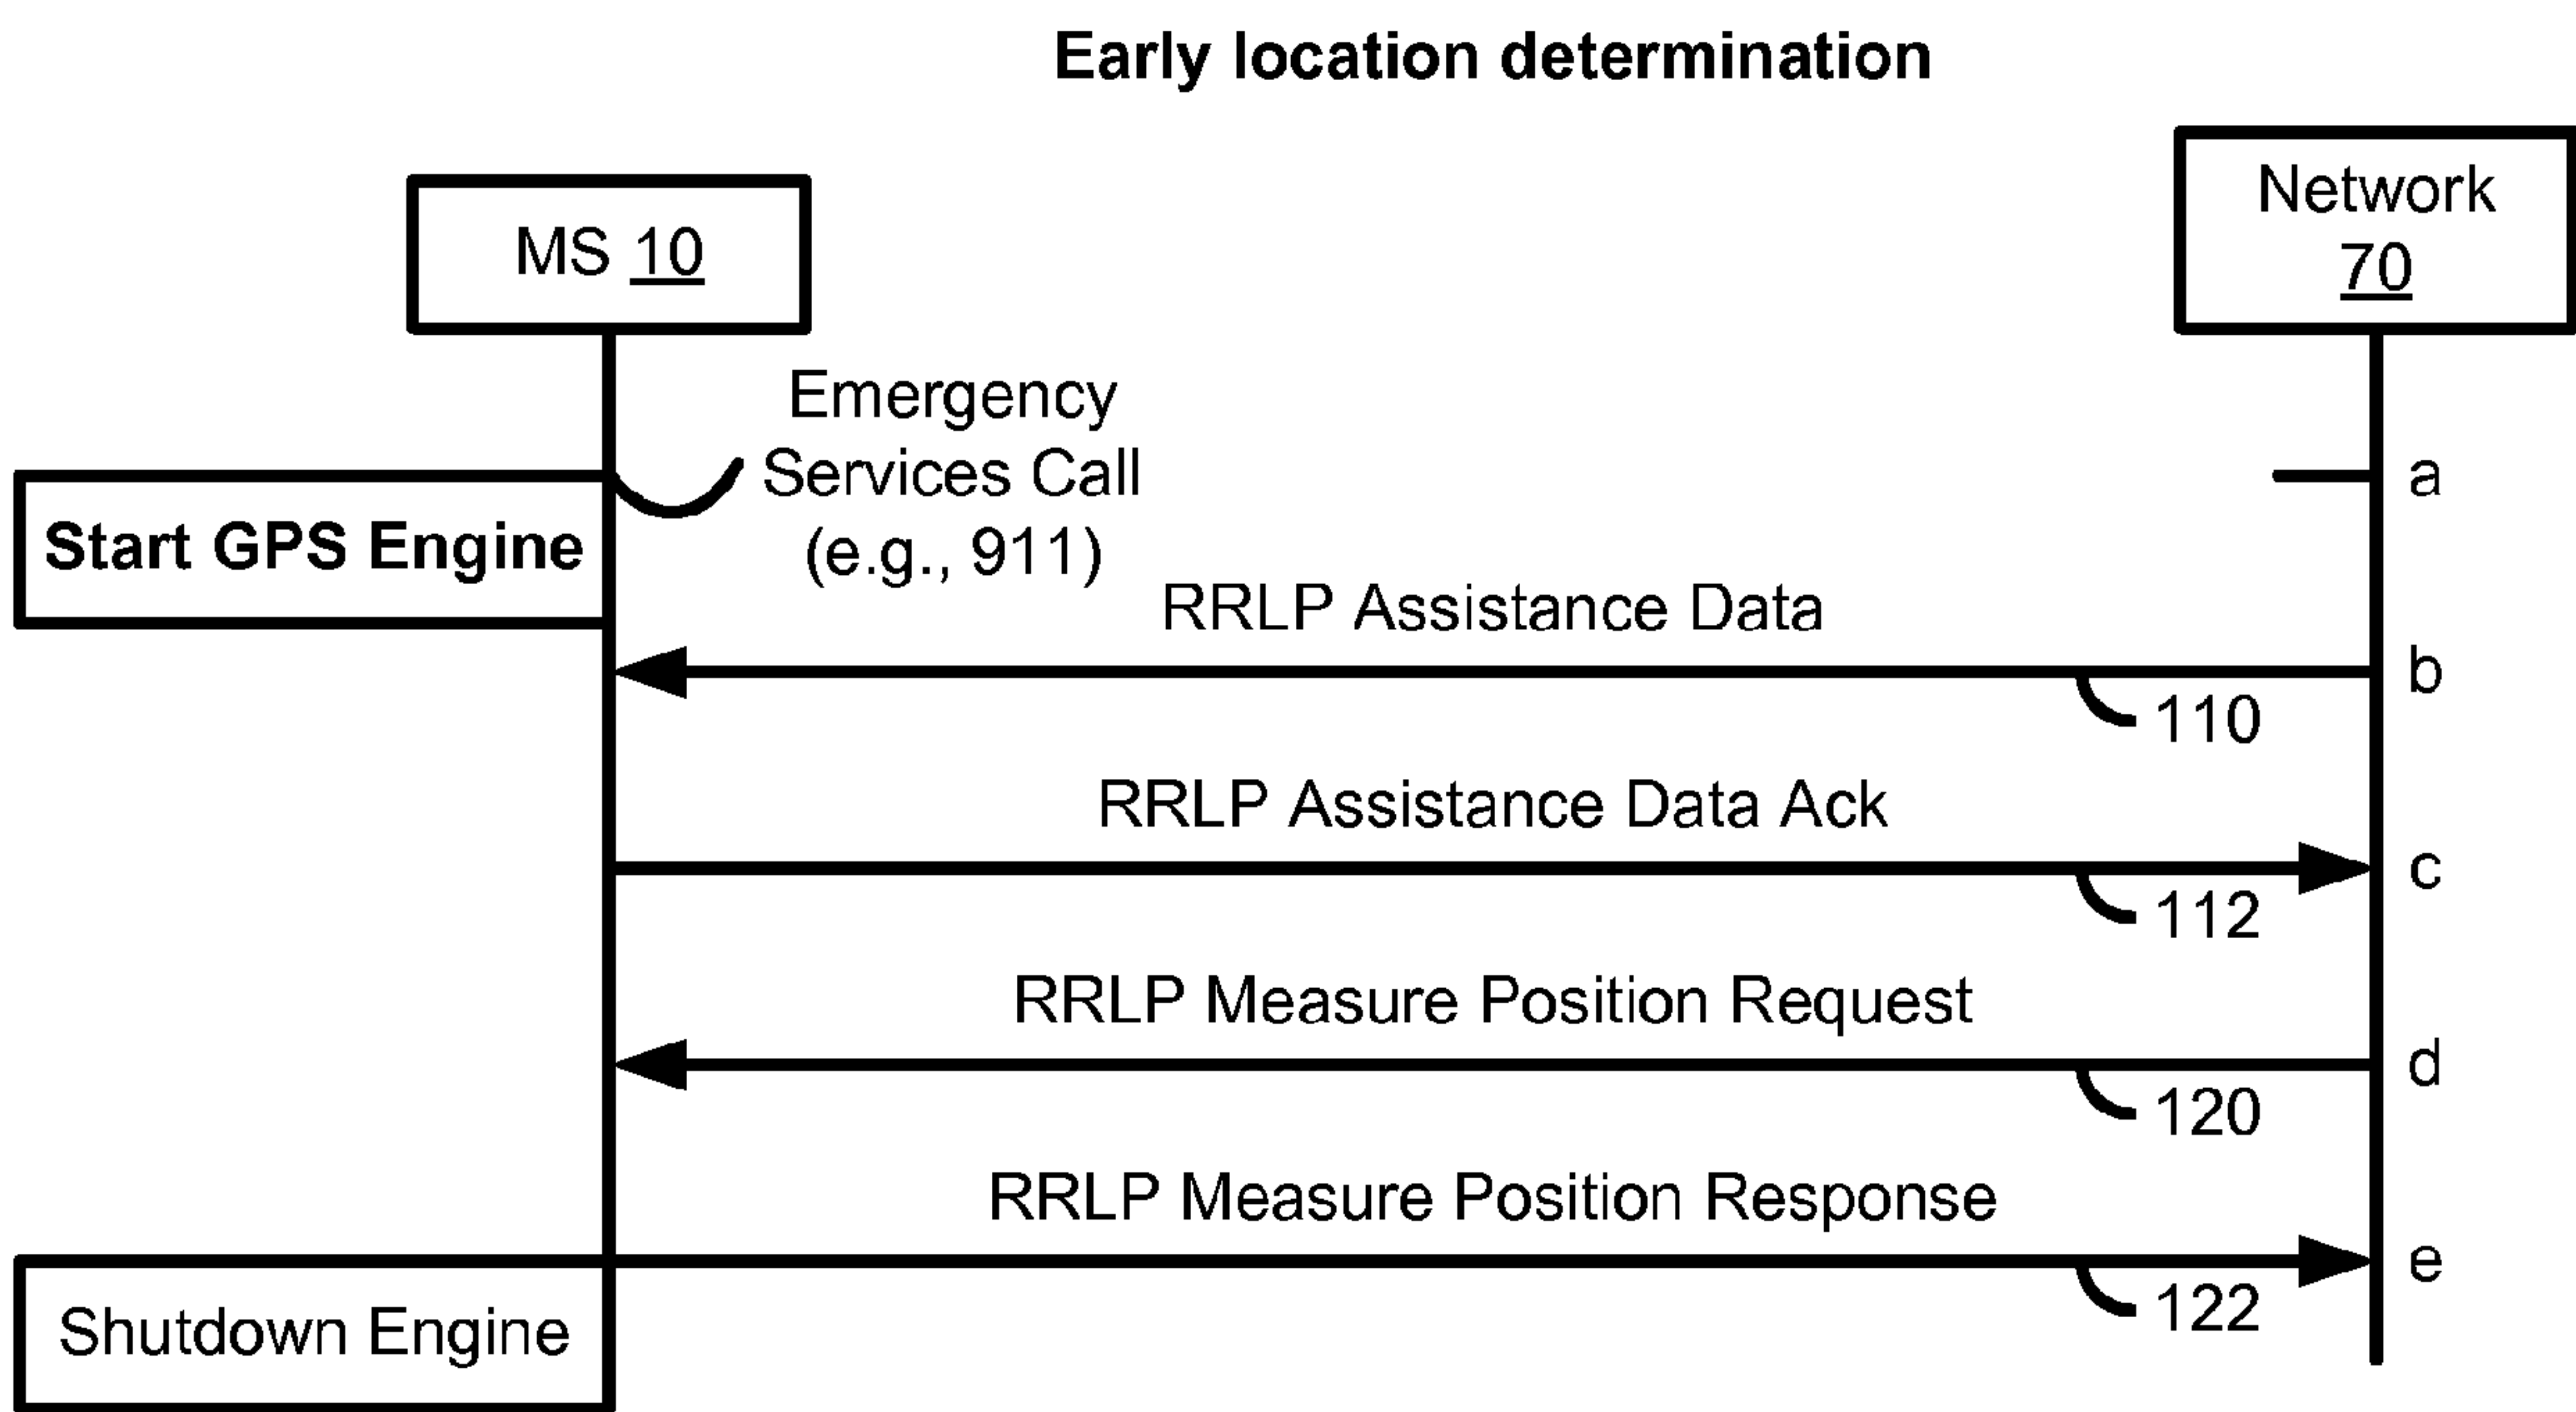 Early location determination
MS 10
Network
70
Emergency
Services Call
(e.g., 911)
a
Start GPS Engine
RRLP Assistance Data
b
110
RRLP Assistance Data Ack
c
112
RRLP Measure Position Request
d
120
RRLP Measure Position Response
e
122
Shutdown Engine